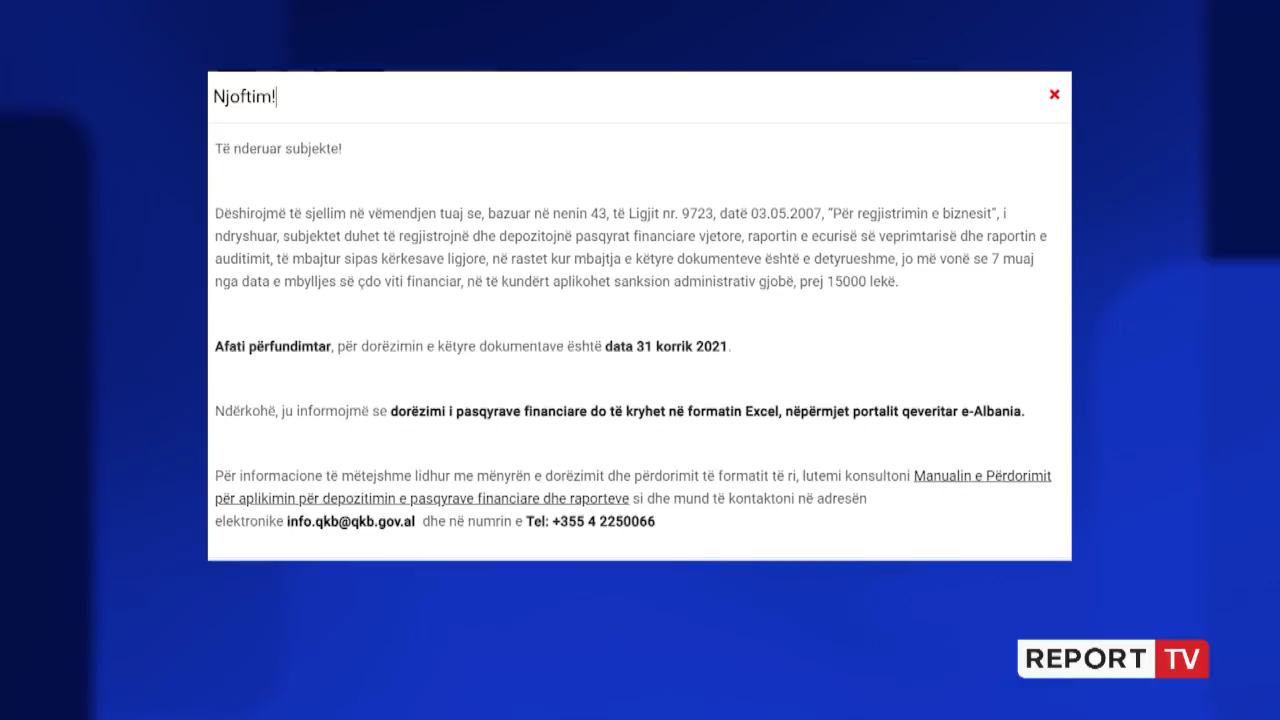 Njoftim!
Të nderuar subjekte!
Dëshirojmë të sjellim në vëmendjen tuaj se, bazuar në nenin 43, të Ligjit nr. 9723, datë 03.05.2007, “Për regjistrimin e biznesit”, i
ndryshuar, subjektet duhet të regjistrojnë dhe depozitojnë pasqyrat financiare vjetore, raportin e ecurisë së veprimtarisë dhe raportin e
auditimit, të mbajtur sipas kërkesave ligjore, në rastet kur mbajtja e këtyre dokumenteve është e detyrueshme, jo më vonë se 7 muaj
nga data e mbylljes së çdo viti financiar, në të kundërt aplikohet sanksion administrativ gjobë, prej 15000 lekë.
Afati përfundimtar, për dorëzimin e këtyre dokumentave është data 31 korrik 2021.
Ndërkohë, ju informojmë se dorëzimi i pasqyrave financiare do të kryhet në formatin Excel, nëpërmjet portalit qeveritar e-Albania.
Për informacione të mëtejshme lidhur me mënyrën e dorëzimit dhe përdorimit të formatit të ri, lutemi konsultoni Manualin e Përdorimit
për aplikimin për depozitimin e pasqyrave financiare dhe raporteve si dhe mund të kontaktoni në adresën
elektronike info.qkb@qkb.gov.al dhe në numrin e Tel: +355 4 2250066
REPORT TV